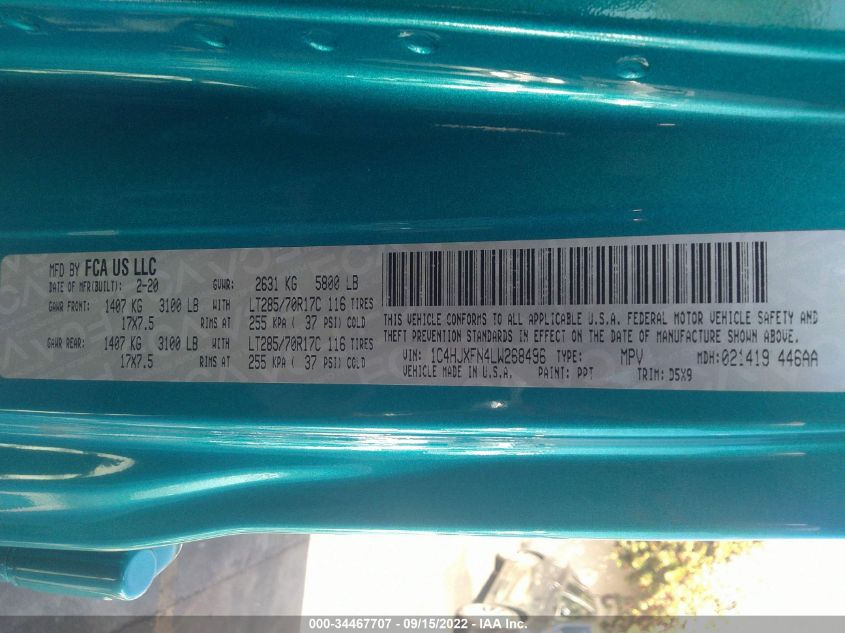 MFD BY FCA US LLC
DATE OF MFR(BUILT): 2-20 GVWR: 2631 KG 5800 LB
GAWR FRONT: 1407 KG 3100 LB WITH LT285/70R17C 116 TIRES
17X7.5 RIMS AT 255 KPA ( 37 PSI) COLD
GAWR REAR: 1407 KG 3100 LB WITH LT285/70R17C 116 TIRES
17X7.5 RIMS AT 255 KPA ( 37 PSI) COLD
THIS VEHICLE CONFORMS TO ALL APPLICABLE U.S.A. FEDERAL MOTOR VEHICLE SAFETY AND
THEFT PREVENTION STANDARDS IN EFFECT ON THE DATE OF MANUFACTURE SHOWN ABOVE.
VIN: 1C4HJXFN4LW268496 TYPE: MPV MDH: 021419 446AA
VEHICLE MADE IN U.S.A. PAINT: PPT TRIM: D5X9
000-34467707 - 09/15/2022 - IAA Inc.